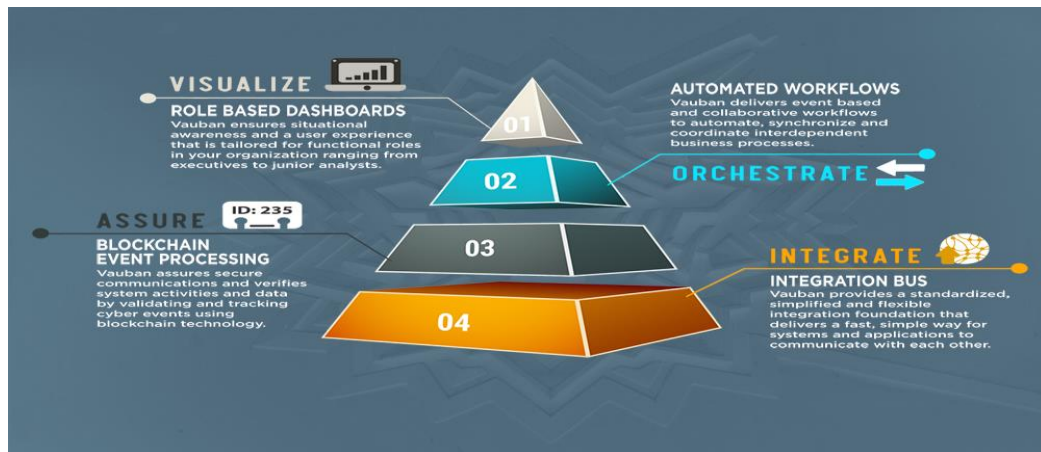 VISUALIZE
ROLE BASED DASHBOARDS
Vauban ensures situational
awareness and a user experience
that is tailored for functional roles
in your organization ranging from
executives to junior analysts.
01
AUTOMATED WORKFLOWS
Vauban delivers event based
and collaborative workflows
to automate, synchronize and
coordinate interdependent
business processes.
ORCHESTRATE
02
ASSURE
ID: 235
BLOCKCHAIN
EVENT PROCESSING
Vauban assures secure
communications and verifies
system activities and data
by validating and tracking
cyber events using
blockchain technology.
03
INTEGRATE
INTEGRATION BUS
Vauban provides a standardized,
simplified and flexible
integration foundation that
delivers a fast, simple way for
systems and applications to
communicate with each other.
04